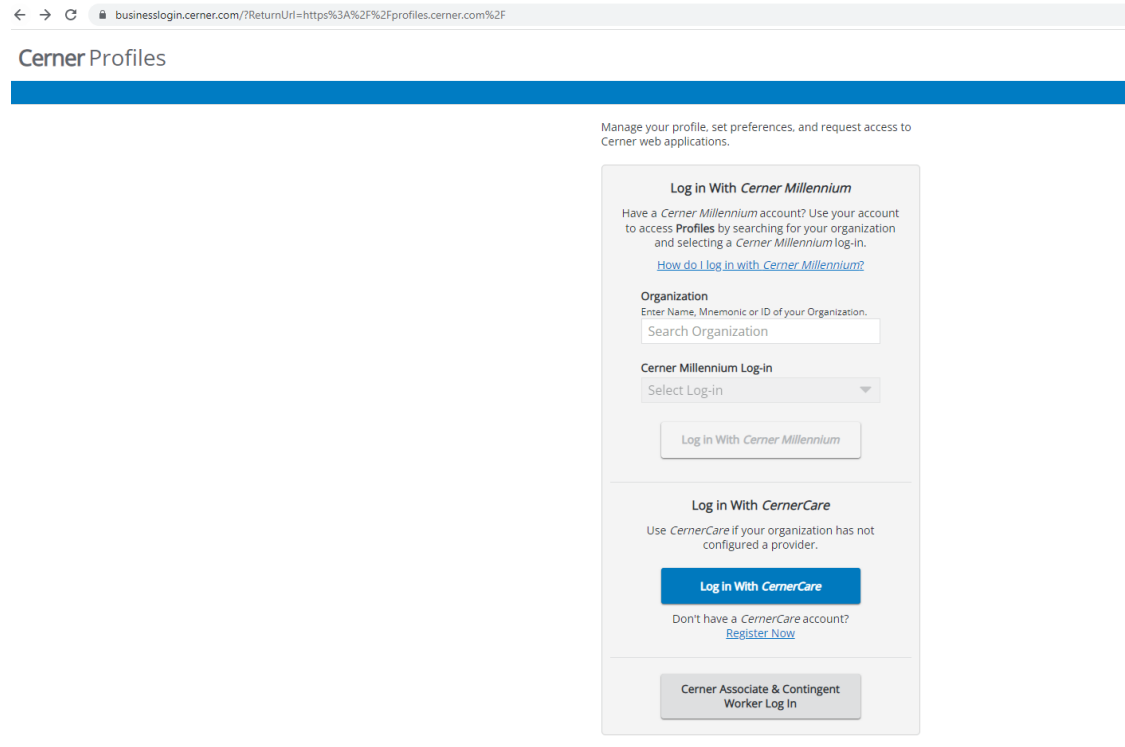 businesslogin.cerner.com/?ReturnUrl=https%3A%2F%2Fprofiles.cerner.com%2F
Cerner Profiles
Manage your profile, set preferences, and request access to
Cerner web applications.
Log in With Cerner Millennium
Have a Cerner Millennium account? Use your account
to access Profiles by searching for your organization
and selecting a Cerner Millennium log-in.
How do I log in with Cerner Millennium?
Organization
Enter Name, Mnemonic or ID of your Organization.
Search Organization
Cerner Millennium Log-in
Select Log-in
Log in With Cerner Millennium
Log in With CernerCare
Use CernerCare if your organization has not
configured a provider.
Log in With CernerCare
Don't have a CernerCare account?
Register Now
Cerner Associate & Contingent
Worker Log In